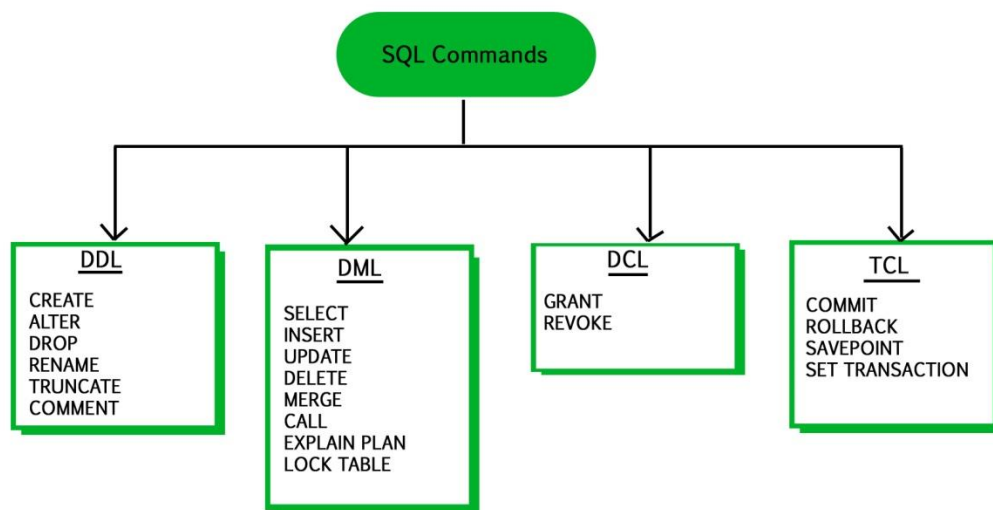 SQL Commands
DDL
CREATE
ALTER
DROP
RENAME
TRUNCATE
COMMENT
DML
SELECT
INSERT
UPDATE
DELETE
MERGE
CALL
EXPLAIN PLAN
LOCK TABLE
DCL
GRANT
REVOKE
TCL
COMMIT
ROLLBACK
SAVEPOINT
SET TRANSACTION